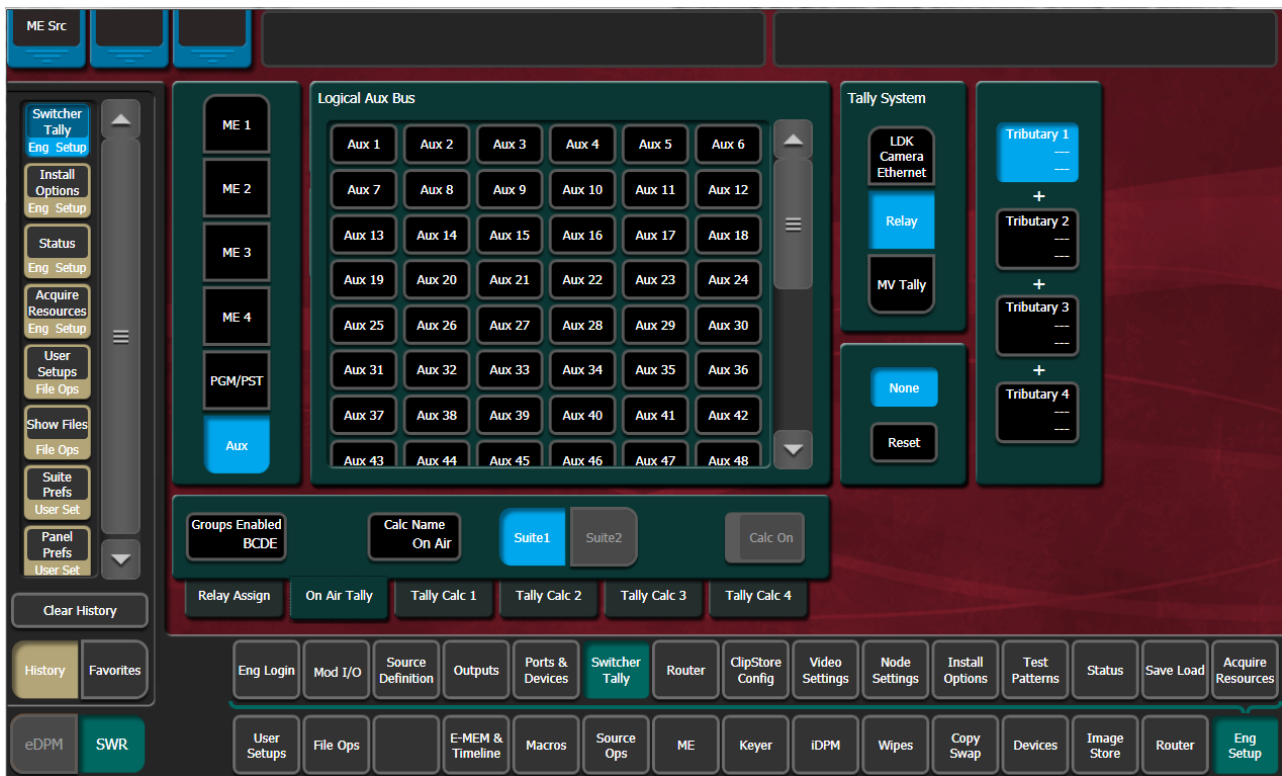 ME Src
Switcher
Tally
Eng Setup
Install
Options
Eng Setup
Status
Eng Setup
Acquire
Resources
Eng Setup
User
Setups
File Ops
Show Files
File Ops
Suite
Prefs
User Set
Panel
Prefs
User Set
Clear History
History
Favorites
eDPM
SWR
ME 1
ME 2
ME 3
ME 4
PGM/PST
Aux
Logical Aux Bus
Aux 1 Aux 2 Aux 3 Aux 4 Aux 5 Aux 6
Aux 7 Aux 8 Aux 9 Aux 10 Aux 11 Aux 12
Aux 13 Aux 14 Aux 15 Aux 16 Aux 17 Aux 18
Aux 19 Aux 20 Aux 21 Aux 22 Aux 23 Aux 24
Aux 25 Aux 26 Aux 27 Aux 28 Aux 29 Aux 30
Aux 31 Aux 32 Aux 33 Aux 34 Aux 35 Aux 36
Aux 37 Aux 38 Aux 39 Aux 40 Aux 41 Aux 42
Aux 43 Aux 44 Aux 45 Aux 46 Aux 47 Aux 48
Tally System
LDK
Camera
Ethernet
Relay
MV Tally
None
Reset
Tributary 1
---
---
+
Tributary 2
---
---
+
Tributary 3
---
---
+
Tributary 4
---
---
Groups Enabled
BCDE
Calc Name
On Air
Suite1
Suite2
Calc On
Relay Assign
On Air Tally
Tally Calc 1
Tally Calc 2
Tally Calc 3
Tally Calc 4
Eng Login
Mod I/O
Source
Definition
Outputs
Ports &
Devices
Switcher
Tally
Router
ClipStore
Config
Video
Settings
Node
Settings
Install
Options
Test
Patterns
Status
Save Load
Acquire
Resources
User
Setups
File Ops
E-MEM &
Timeline
Macros
Source
Ops
ME
Keyer
iDPM
Wipes
Copy
Swap
Devices
Image
Store
Router
Eng
Setup